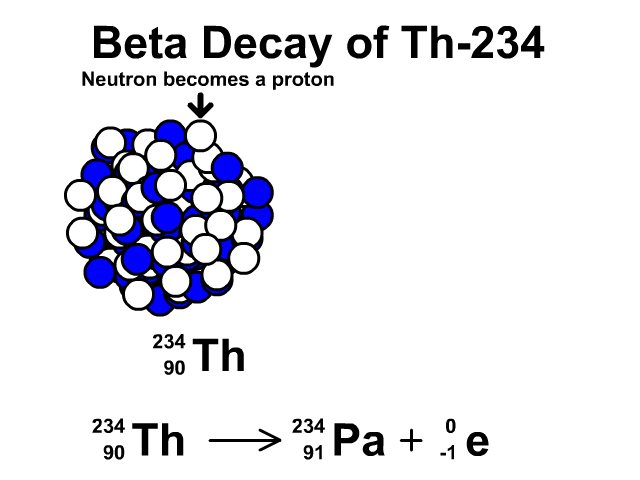 Beta Decay of Th-234
Neutron becomes a proton
234
90 Th
234
90 Th → 234
91 Pa + 0
-1 e